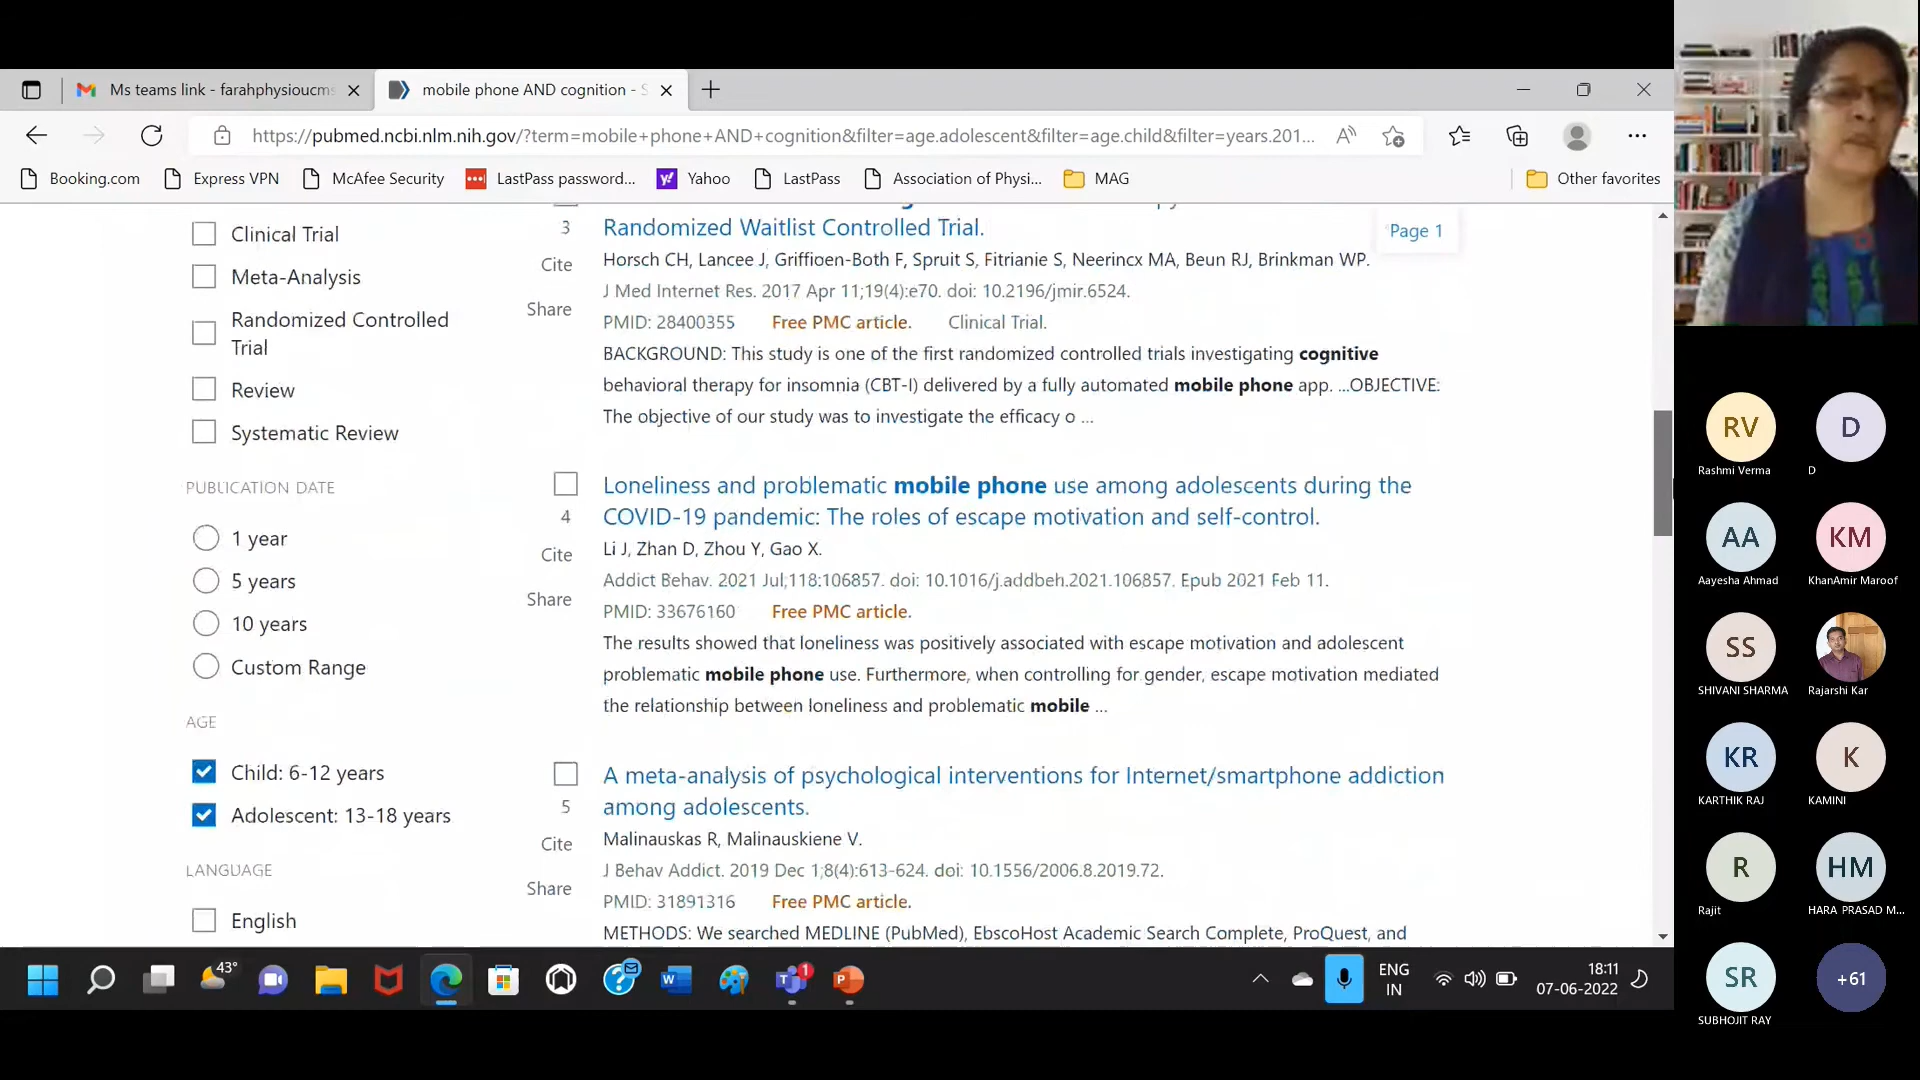 Ms teams link - farahphysioucms
mobile phone AND cognition - S
https://pubmed.ncbi.nlm.nih.gov/?term=mobile+phone+AND+cognition&filter=age.adolescent&filter=age.child&filter=years.201...
Booking.com
Express VPN
McAfee Security
LastPass password...
Yahoo
LastPass
Association of Physi...
MAG
Other favorites
Clinical Trial
Meta-Analysis
Randomized Controlled
Trial
Review
Systematic Review
PUBLICATION DATE
1 year
5 years
10 years
Custom Range
AGE
Child: 6-12 years
Adolescent: 13-18 years
LANGUAGE
English
3
Cite
Share
Randomized Waitlist Controlled Trial.
Page 1
Horsch CH, Lancee J, Griffioen-Both F, Spruit S, Fitrianie S, Neerincx MA, Beun RJ, Brinkman WP.
J Med Internet Res. 2017 Apr 11;19(4):e70. doi: 10.2196/jmir.6524.
PMID: 28400355 Free PMC article. Clinical Trial.
BACKGROUND: This study is one of the first randomized controlled trials investigating cognitive
behavioral therapy for insomnia (CBT-I) delivered by a fully automated mobile phone app. ...OBJECTIVE:
The objective of our study was to investigate the efficacy o ...
4
Cite
Share
Loneliness and problematic mobile phone use among adolescents during the
COVID-19 pandemic: The roles of escape motivation and self-control.
Li J, Zhan D, Zhou Y, Gao X.
Addict Behav. 2021 Jul;118:106857. doi: 10.1016/j.addbeh.2021.106857. Epub 2021 Feb 11.
PMID: 33676160 Free PMC article.
The results showed that loneliness was positively associated with escape motivation and adolescent
problematic mobile phone use. Furthermore, when controlling for gender, escape motivation mediated
the relationship between loneliness and problematic mobile ...
5
Cite
Share
A meta-analysis of psychological interventions for Internet/smartphone addiction
among adolescents.
Malinauskas R, Malinauskiene V.
J Behav Addict. 2019 Dec 1;8(4):613-624. doi: 10.1556/2006.8.2019.72.
PMID: 31891316 Free PMC article.
METHODS: We searched MEDLINE (PubMed), EbscoHost Academic Search Complete, ProQuest, and
43°
1
ENG
IN
18:11
07-06-2022
RV
Rashmi Verma
D
D
AA
Aayesha Ahmad
KM
KhanAmir Maroof
SS
SHIVANI SHARMA
Rajarshi Kar
KR
KARTHIK RAJ
K
KAMINI
R
Rajit
HM
HARA PRASAD M...
SR
SUBHOJIT RAY
+61